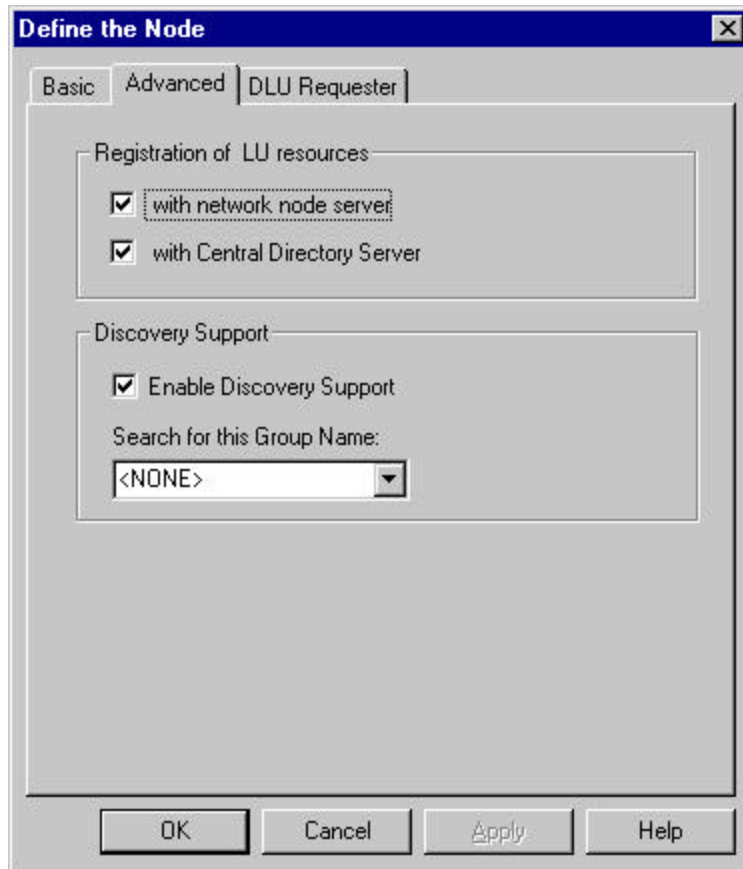 Define the Node
Basic Advanced DLU Requester
Registration of LU resources
with network node server
with Central Directory Server
Discovery Support
Enable Discovery Support
Search for this Group Name:
<NONE>
OK Cancel Apply Help